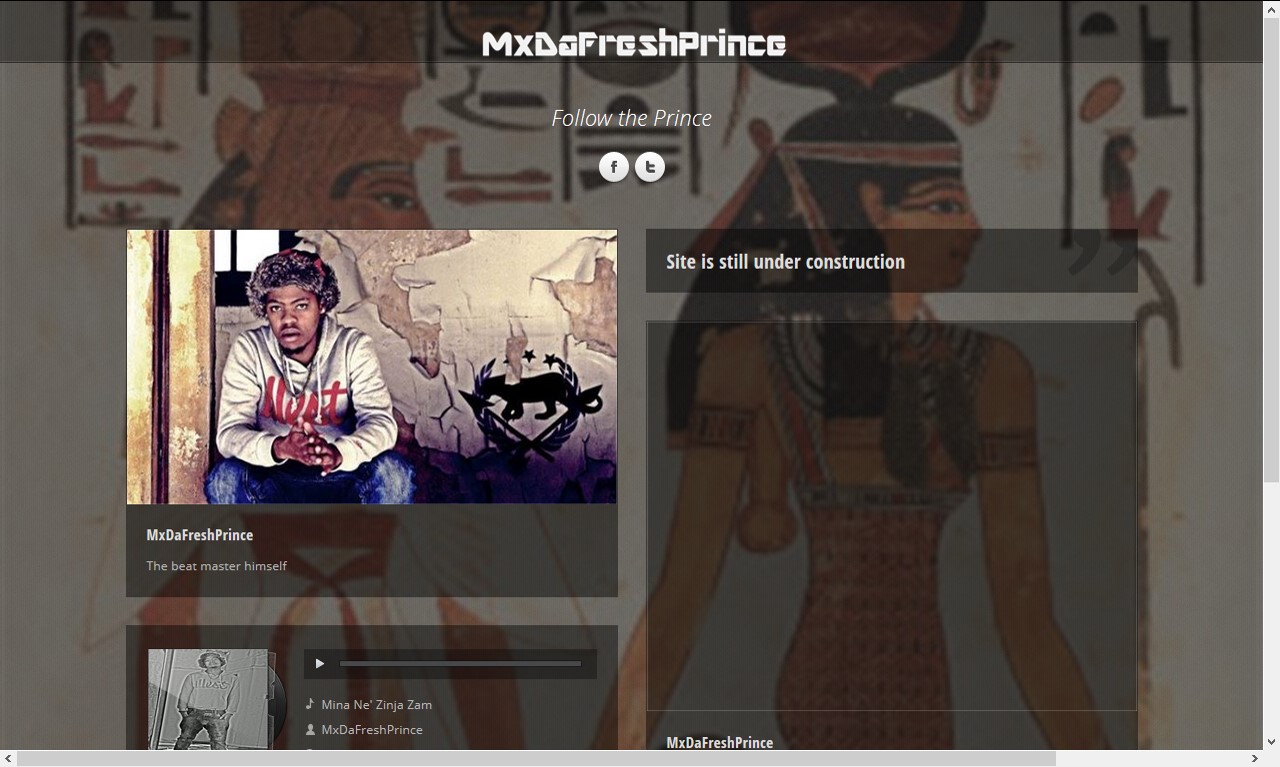 MxDaFreshPrince
Follow the Prince
Site is still under construction
MxDaFreshPrince
The beat master himself
Mina Ne' Zinja Zam
MxDaFreshPrince
MxDaFreshPrince